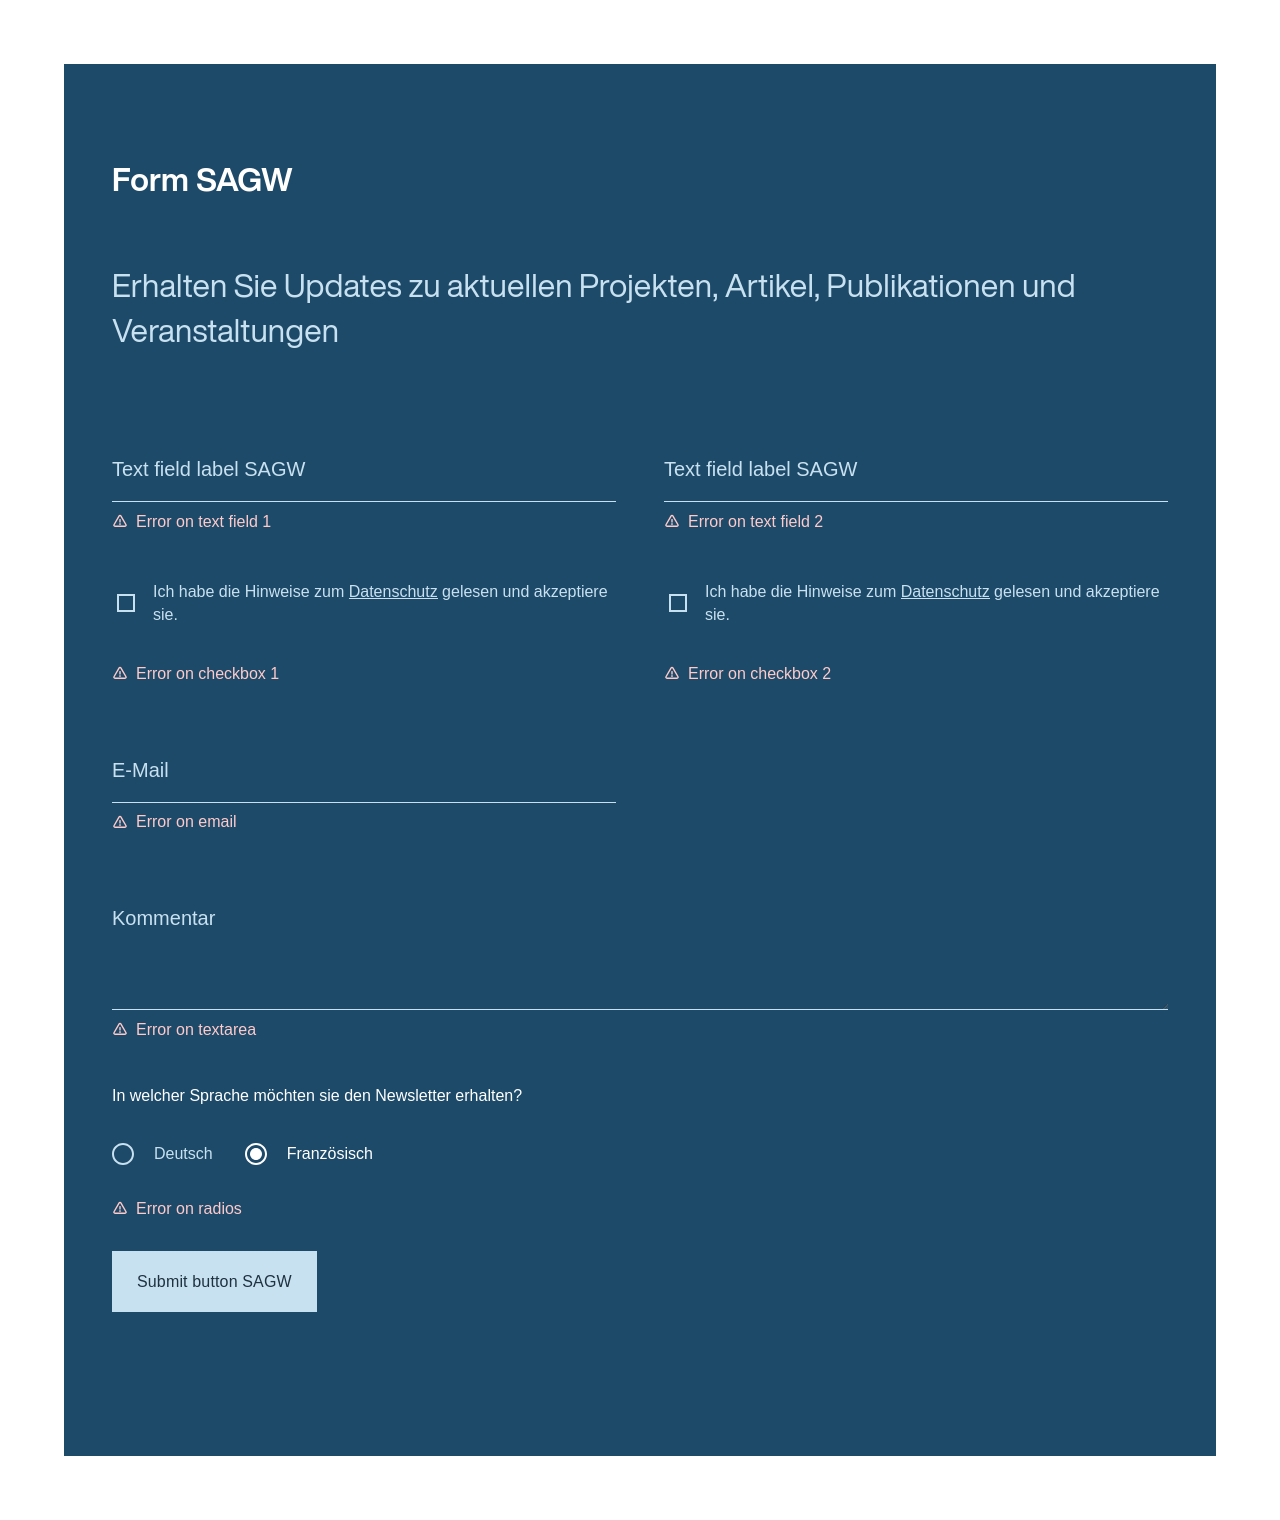 Form SAGW
Erhalten Sie Updates zu aktuellen Projekten, Artikel, Publikationen und
Veranstaltungen
Text field label SAGW
Text field label SAGW
Error on text field 1
Error on text field 2
Ich habe die Hinweise zum Datenschutz gelesen und akzeptiere
sie.
Ich habe die Hinweise zum Datenschutz gelesen und akzeptiere
sie.
Error on checkbox 1
Error on checkbox 2
E-Mail
Error on email
Kommentar
Error on textarea
In welcher Sprache möchten sie den Newsletter erhalten?
Deutsch
Französisch
Error on radios
Submit button SAGW